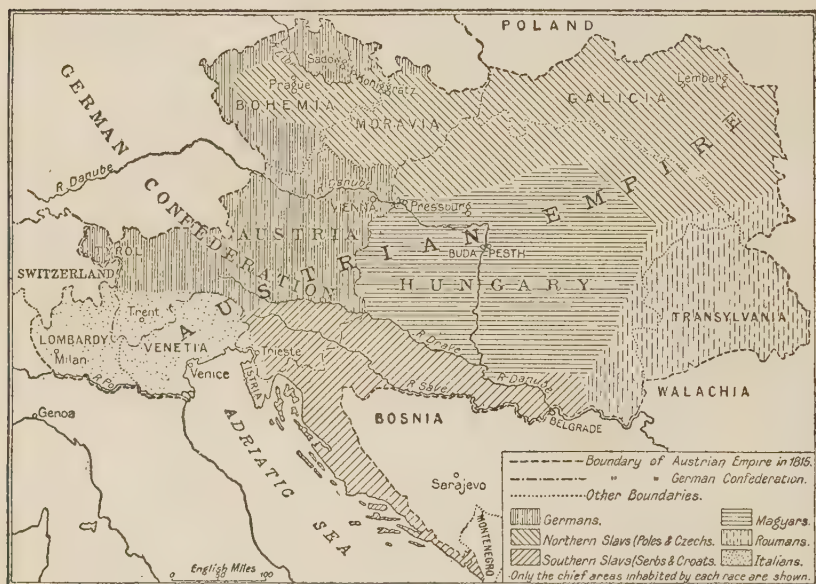 POLAND
GERMAN CONFEDERATION
AUSTRIAN EMPIRE
Sadowa
Königgrätz
Prague
BOHEMIA
MORAVIA
GALICIA
Lemberg
R. Danube
R. Danube
VIENNA
Pressburg
AUSTRIA
BUDA PESTH
HUNGARY
TYROL
SWITZERLAND
TRANSYLVANIA
Trent
LOMBARDY
Milan
VENETIA
Venice
Trieste
ISTRIA
R. Po
R. Drave
R. Save
R. Danube
BELGRADE
WALACHIA
Genoa
BOSNIA
ADRIATIC SEA
Sarajevo
MONTENEGRO
English Miles
0 50 100
Boundary of Austrian Empire in 1815.
" " German Confederation.
Other Boundaries.
Germans.
Magyars.
Northern Slavs (Poles & Czechs.
Roumans.
Southern Slavs (Serbs & Croats.
Italians.
Only the chief areas inhabited by each race are shown.